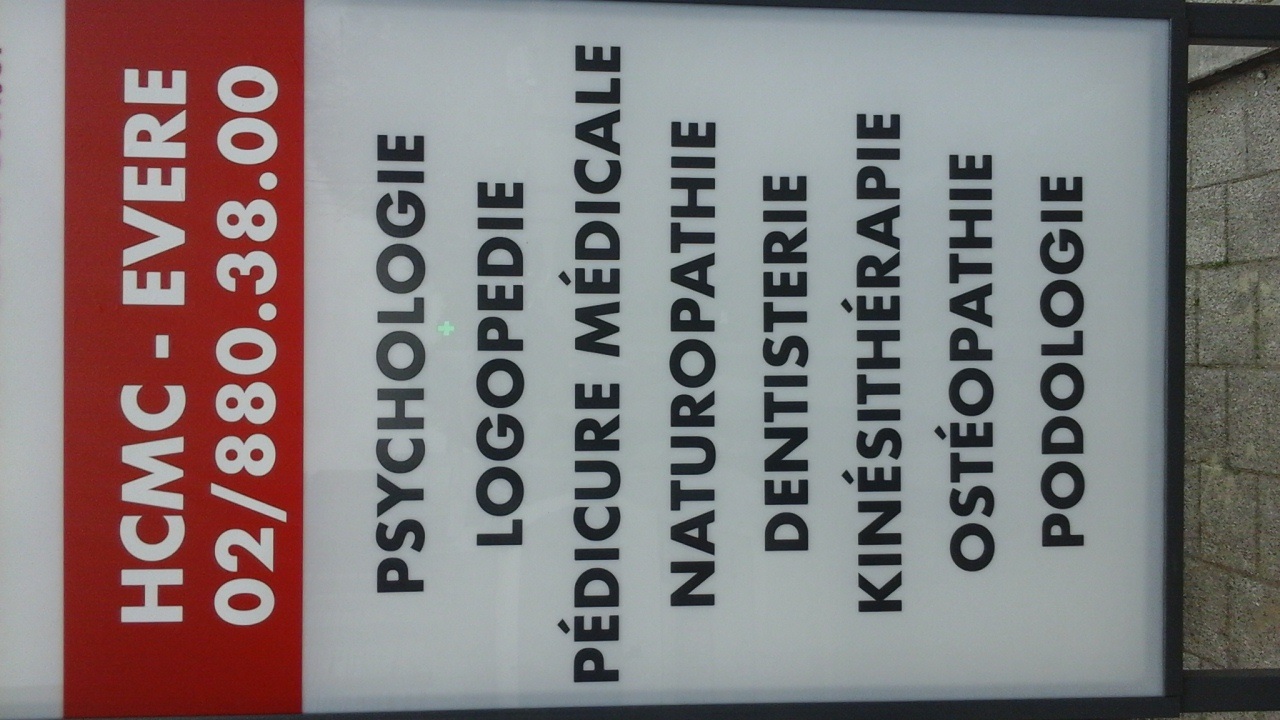 HCMC - EVERE
02/880.38.00
PSYCHOLOGIE
LOGOPEDIE
PÉDICURE MÉDICALE
NATUROPATHIE
DENTISTERIE
KINÉSITHÉRAPIE
OSTÉOPATHIE
PODOLOGIE